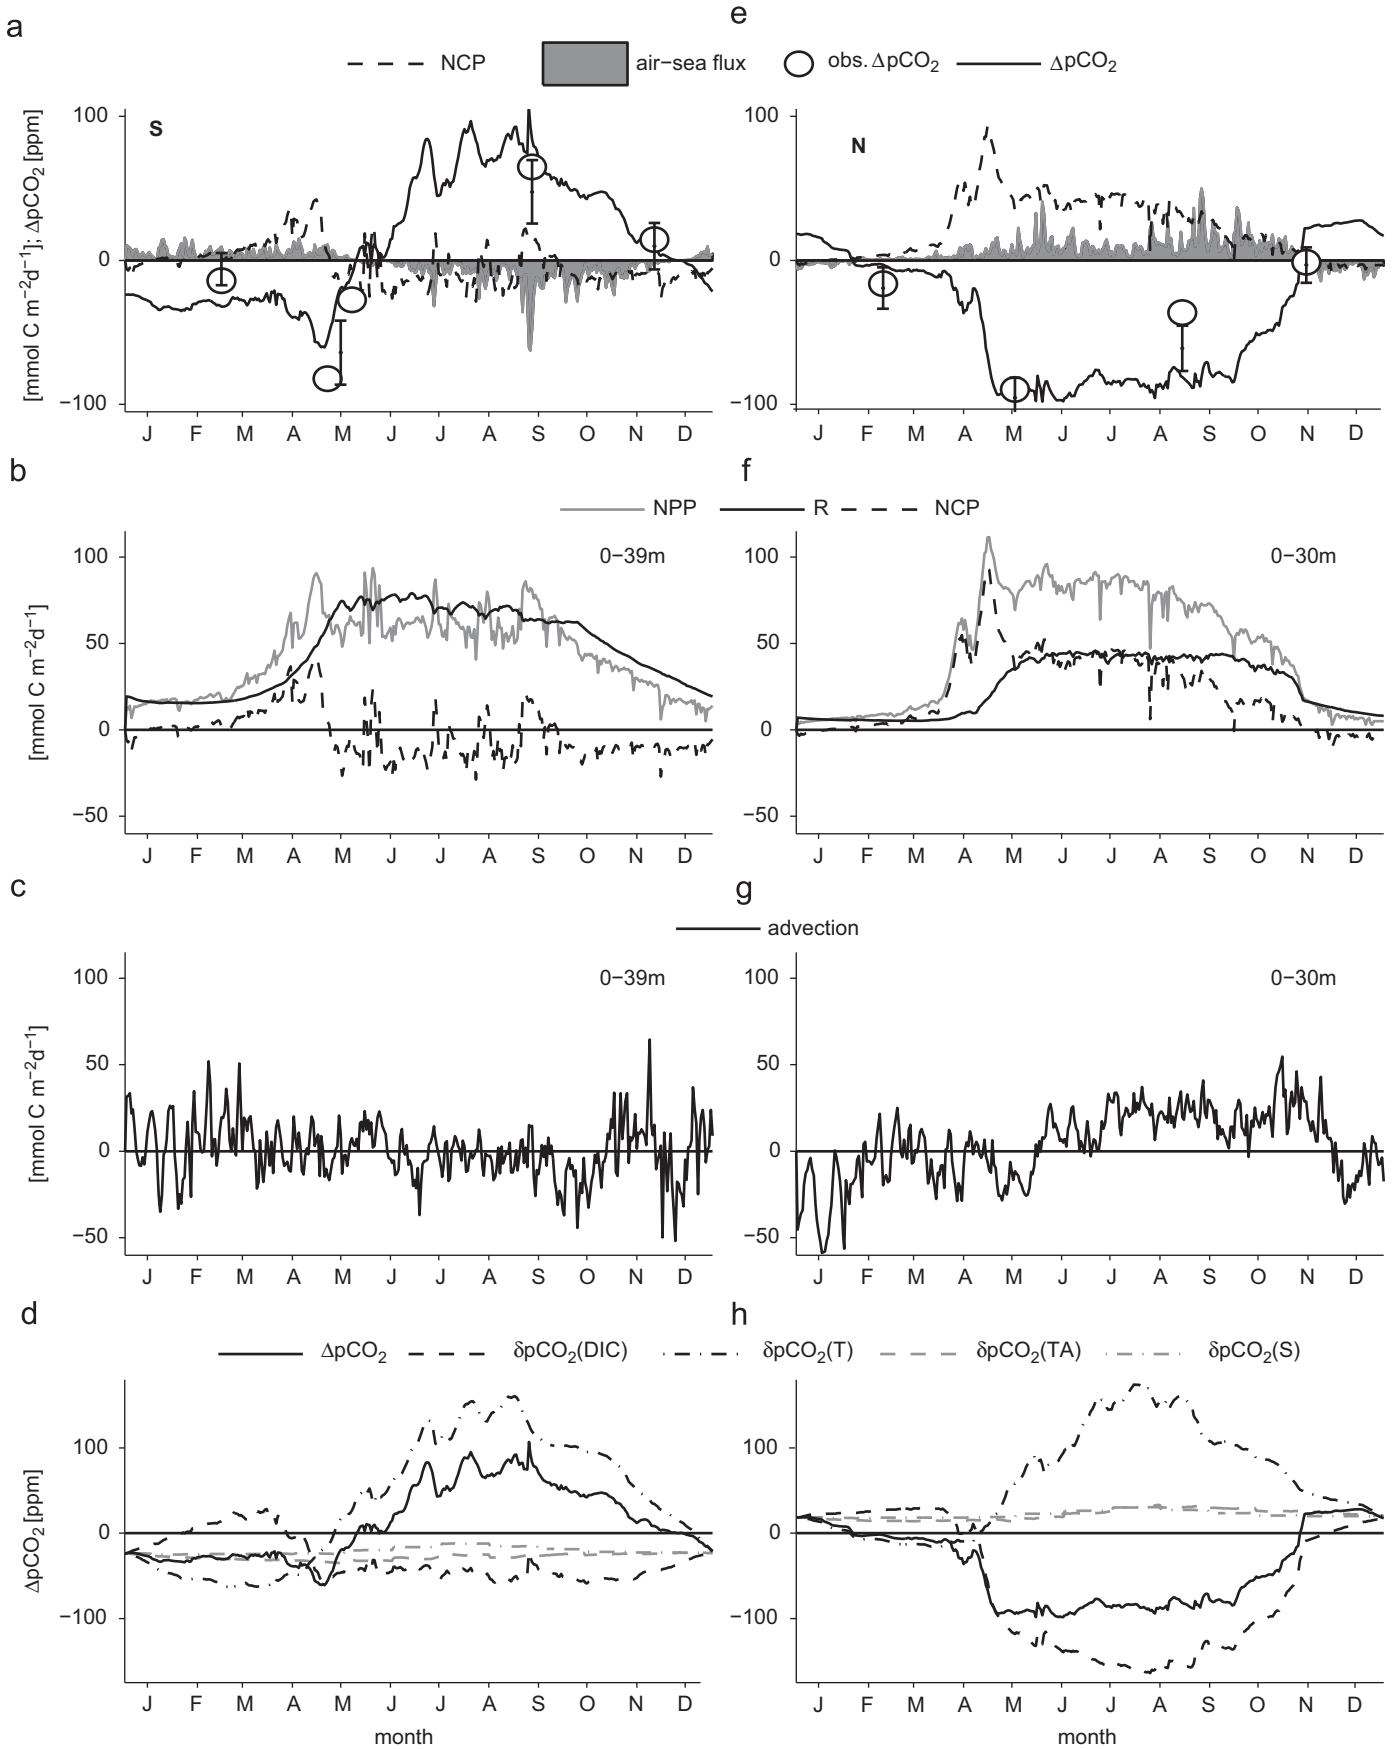 a
e
NCP air−sea flux obs. ΔpCO2 ΔpCO2
[mmol C m−2d−1]; ΔpCO2 [ppm]
100
0
−100
S
J F M A M J J A S O N D
100
0
−100
N
J F M A M J J A S O N D
b
f
NPP R NCP
[mmol C m−2d−1]
100
50
0
−50
0−39m
J F M A M J J A S O N D
100
50
0
−50
0−30m
J F M A M J J A S O N D
c
g
advection
[mmol C m−2d−1]
100
50
0
−50
0−39m
J F M A M J J A S O N D
100
50
0
−50
0−30m
J F M A M J J A S O N D
d
h
ΔpCO2 δpCO2(DIC) δpCO2(T) δpCO2(TA) δpCO2(S)
ΔpCO2 [ppm]
100
0
−100
J F M A M J J A S O N D
month
100
0
−100
J F M A M J J A S O N D
month